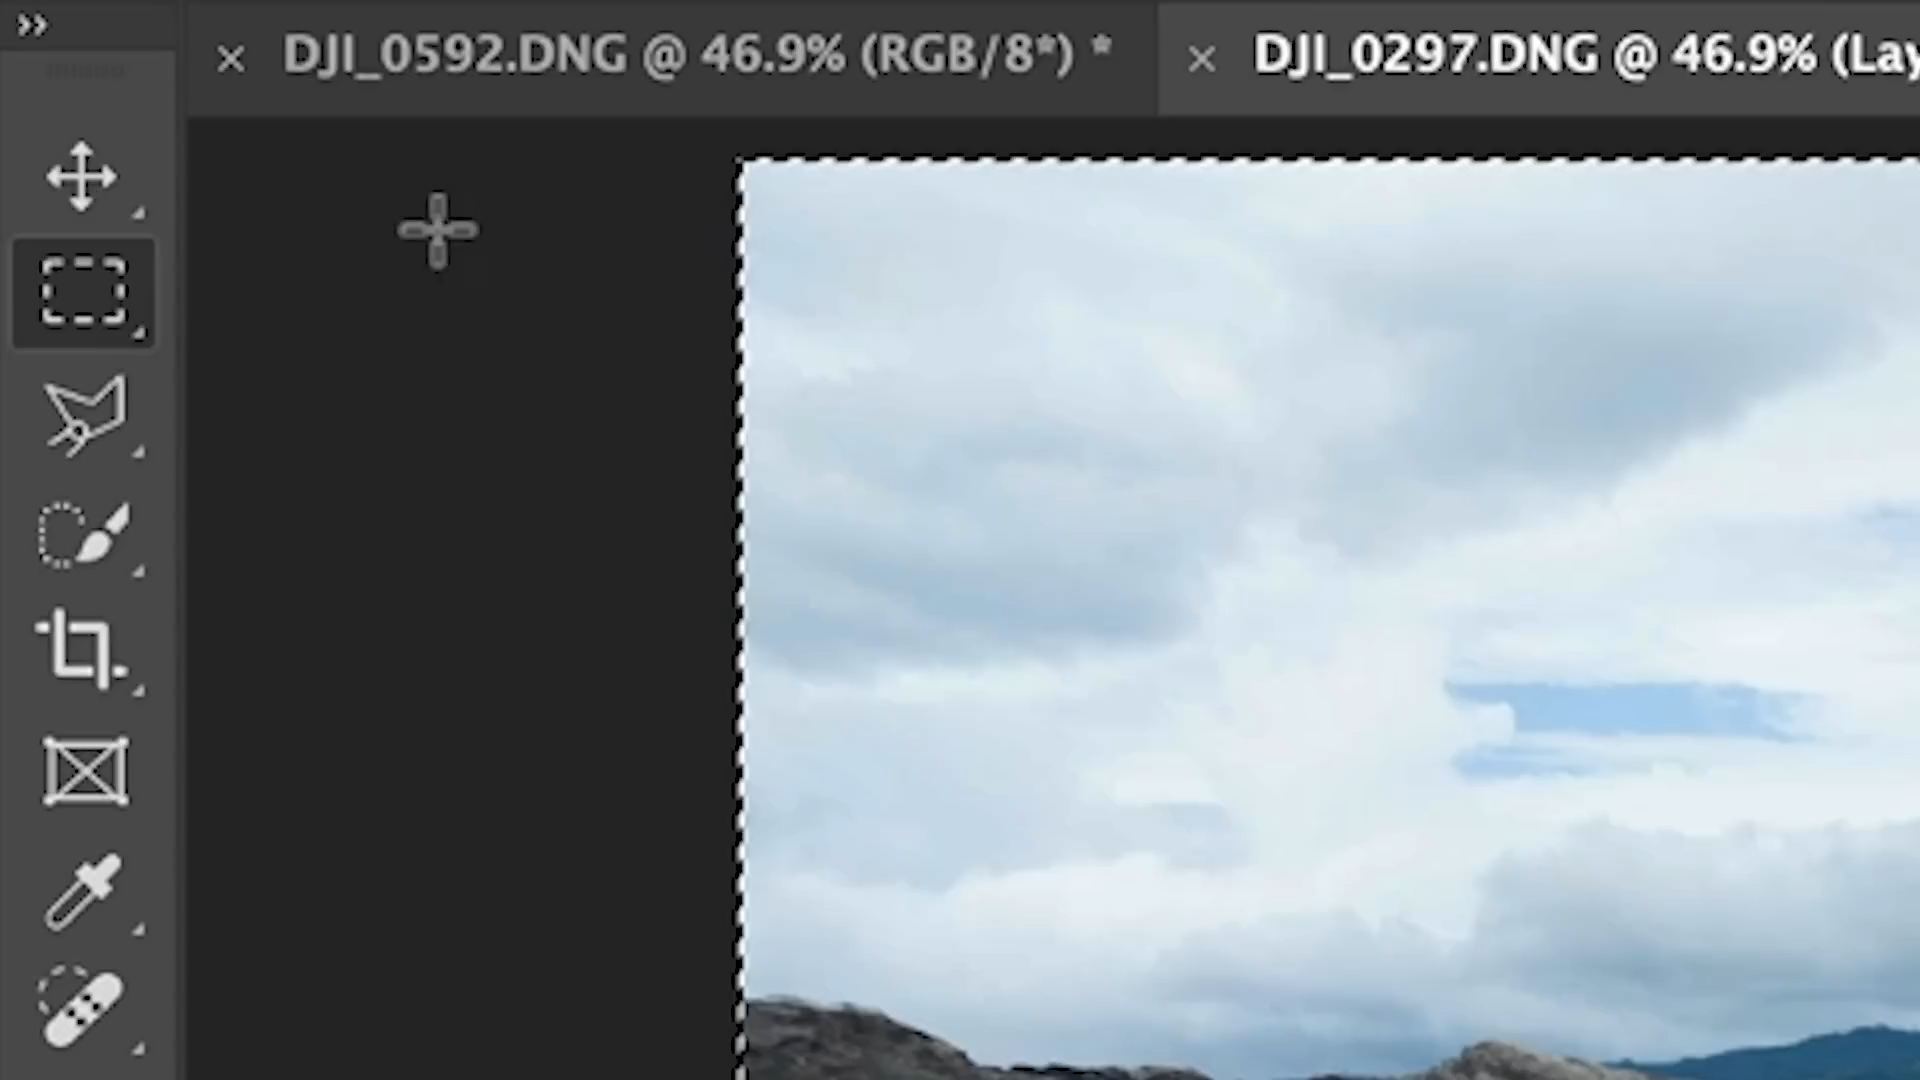 DJI_0592.DNG @ 46.9% (RGB/8*) *
DJI_0297.DNG @ 46.9% (Lay